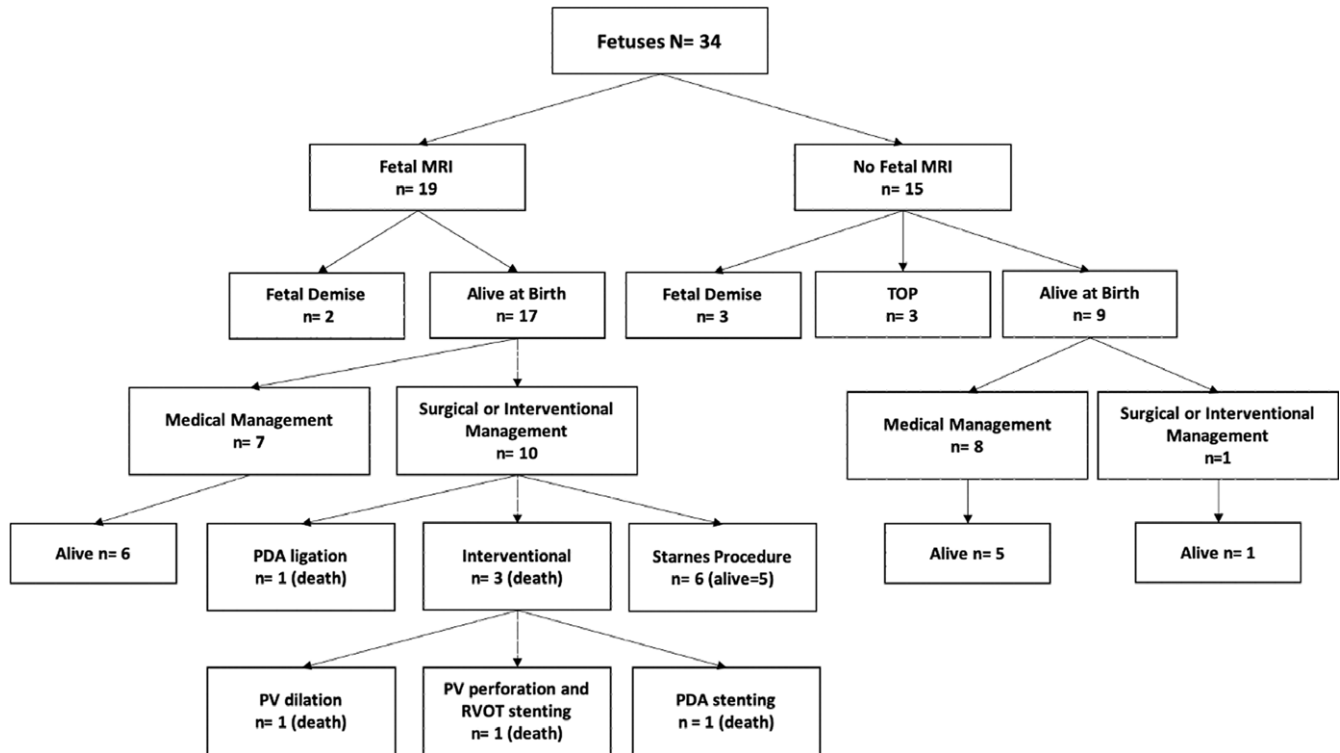 Fetuses N= 34
Fetal MRI
n= 19
No Fetal MRI
n= 15
Fetal Demise
n= 2
Alive at Birth
n= 17
Fetal Demise
n= 3
TOP
n= 3
Alive at Birth
n= 9
Medical Management
n= 7
Surgical or Interventional
Management
n= 10
Medical Management
n= 8
Surgical or Interventional
Management
n=1
Alive n= 6
PDA ligation
n= 1 (death)
Interventional
n= 3 (death)
Starnes Procedure
n= 6 (alive=5)
Alive n= 5
Alive n= 1
PV dilation
n= 1 (death)
PV perforation and
RVOT stenting
n= 1 (death)
PDA stenting
n = 1 (death)